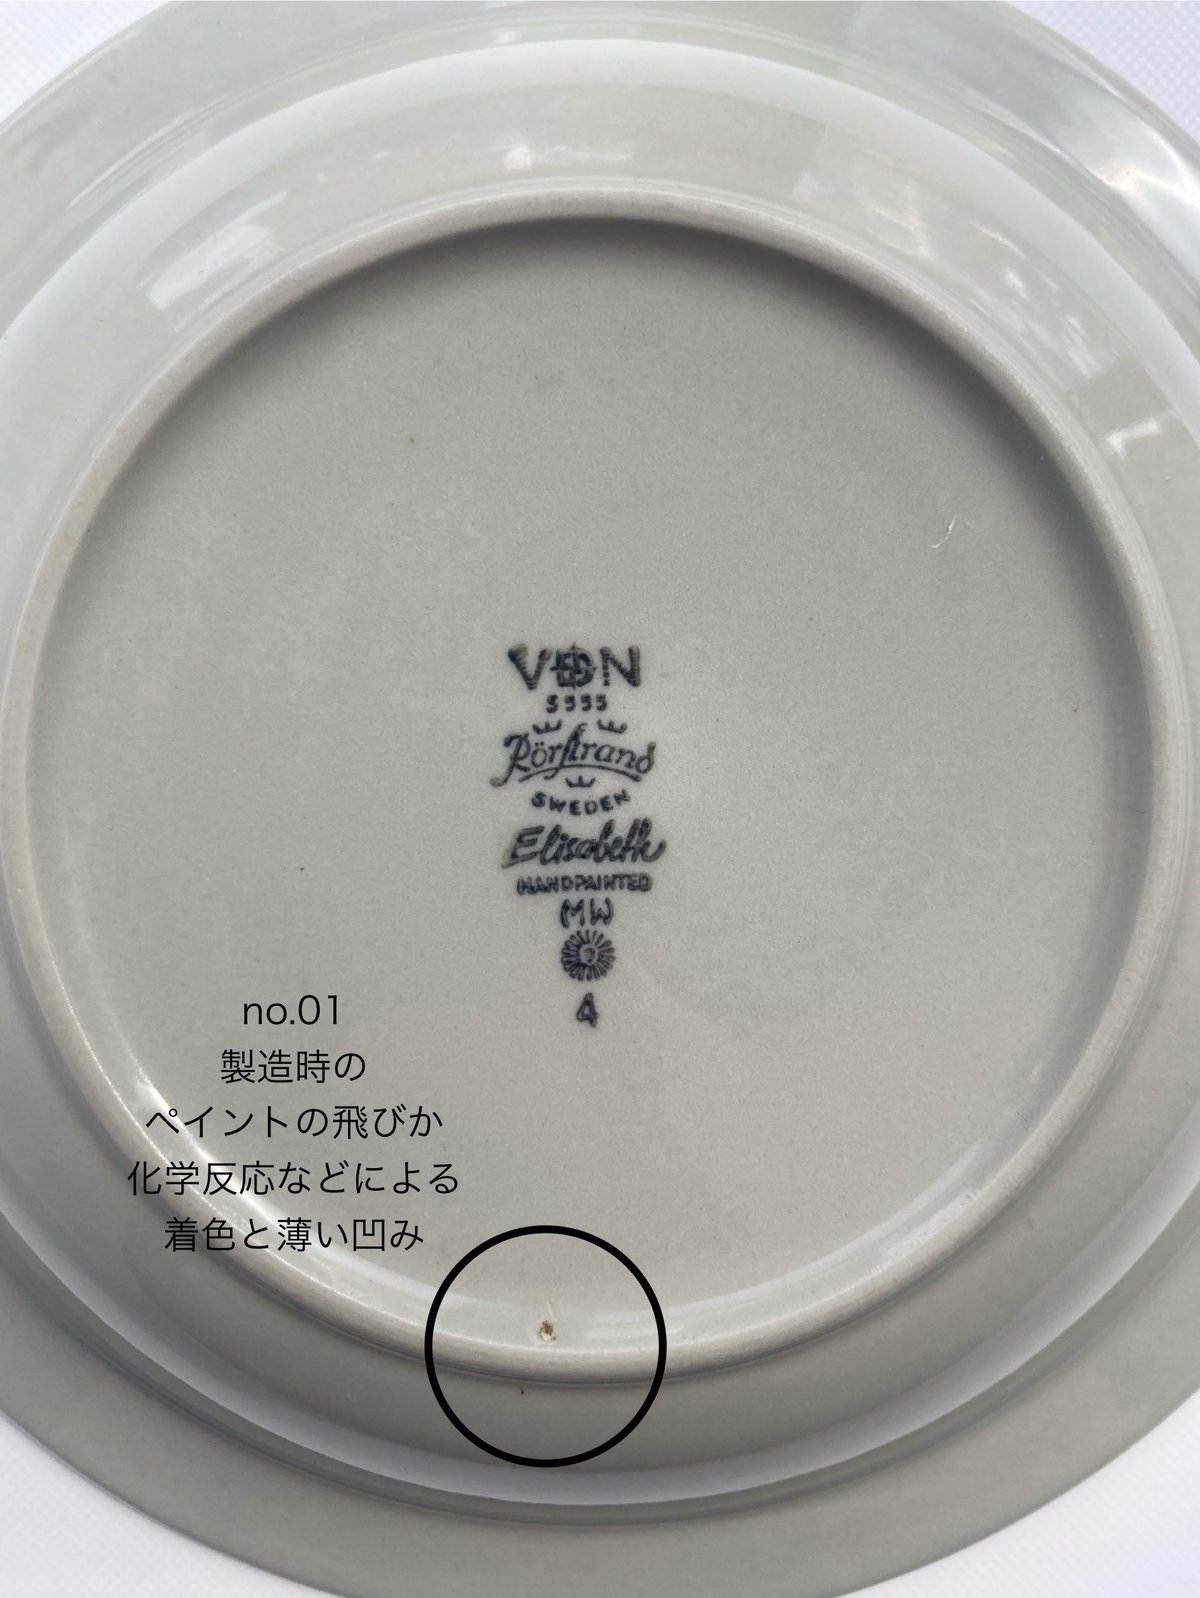 VDN
S555
Rörstrand
SWEDEN
Elisabeth
HANDPAINTED
MW
4
no.01
製造時の
ペイントの飛びか
化学反応などによる
着色と薄い凹み